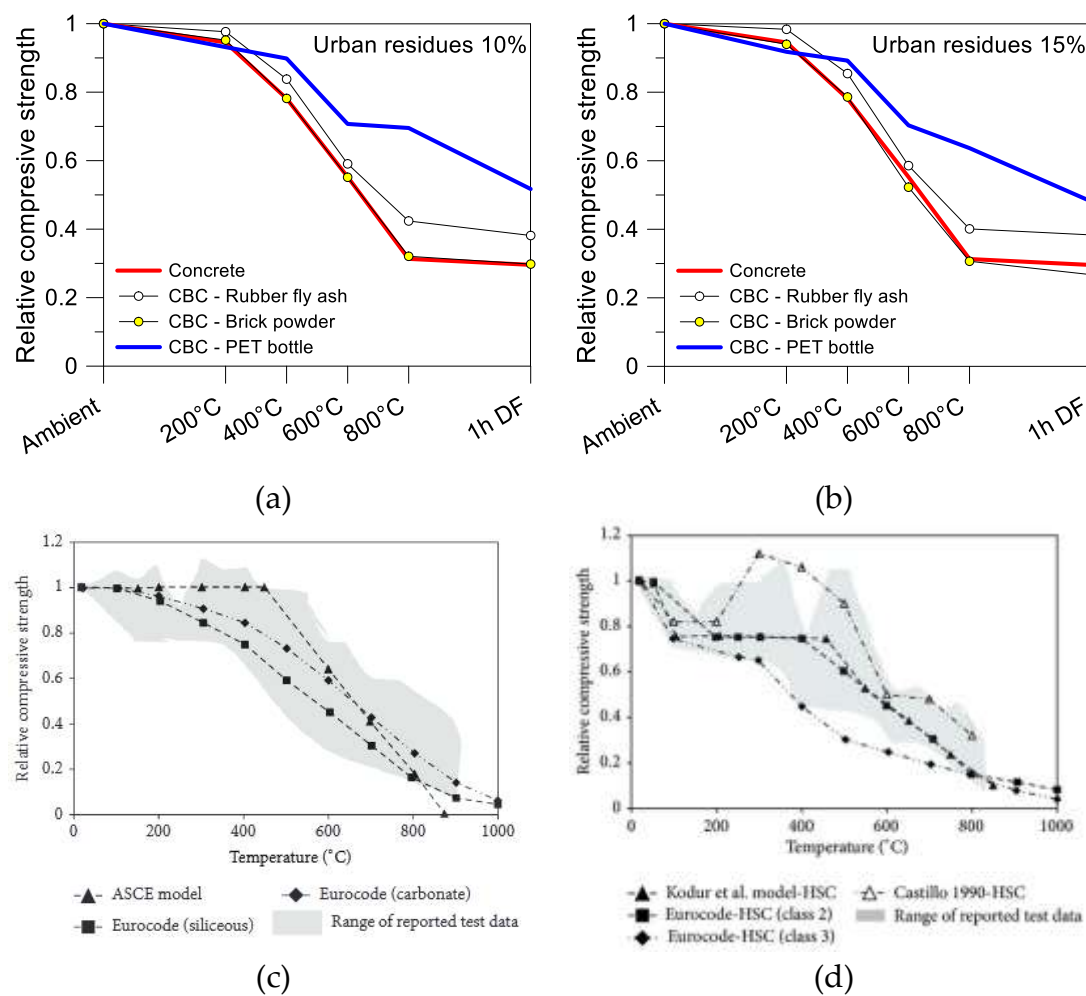 Urban residues 10%
Relative compressive strength
1
0.8
0.6
0.4
0.2
0
Concrete
CBC - Rubber fly ash
CBC - Brick powder
CBC - PET bottle
Ambient
200°C
400°C
600°C
800°C
1h DF
(a)
Urban residues 15%
Relative compressive strength
1
0.8
0.6
0.4
0.2
0
Concrete
CBC - Rubber fly ash
CBC - Brick powder
CBC - PET bottle
Ambient
200°C
400°C
600°C
800°C
1h DF
(b)
Relative compressive strength
1.2
1
0.8
0.6
0.4
0.2
0
0 200 400 600 800 1000
Temperature (°C)
ASCE model
Eurocode (carbonate)
Eurocode (siliceous)
Range of reported test data
(c)
Relative compressive strength
1.2
1
0.8
0.6
0.4
0.2
0
0 200 400 600 800 1000
Temperature (°C)
Kodur et al. model-HSC
Castillo 1990-HSC
Eurocode-HSC (class 2)
Range of reported test data
Eurocode-HSC (class 3)
(d)